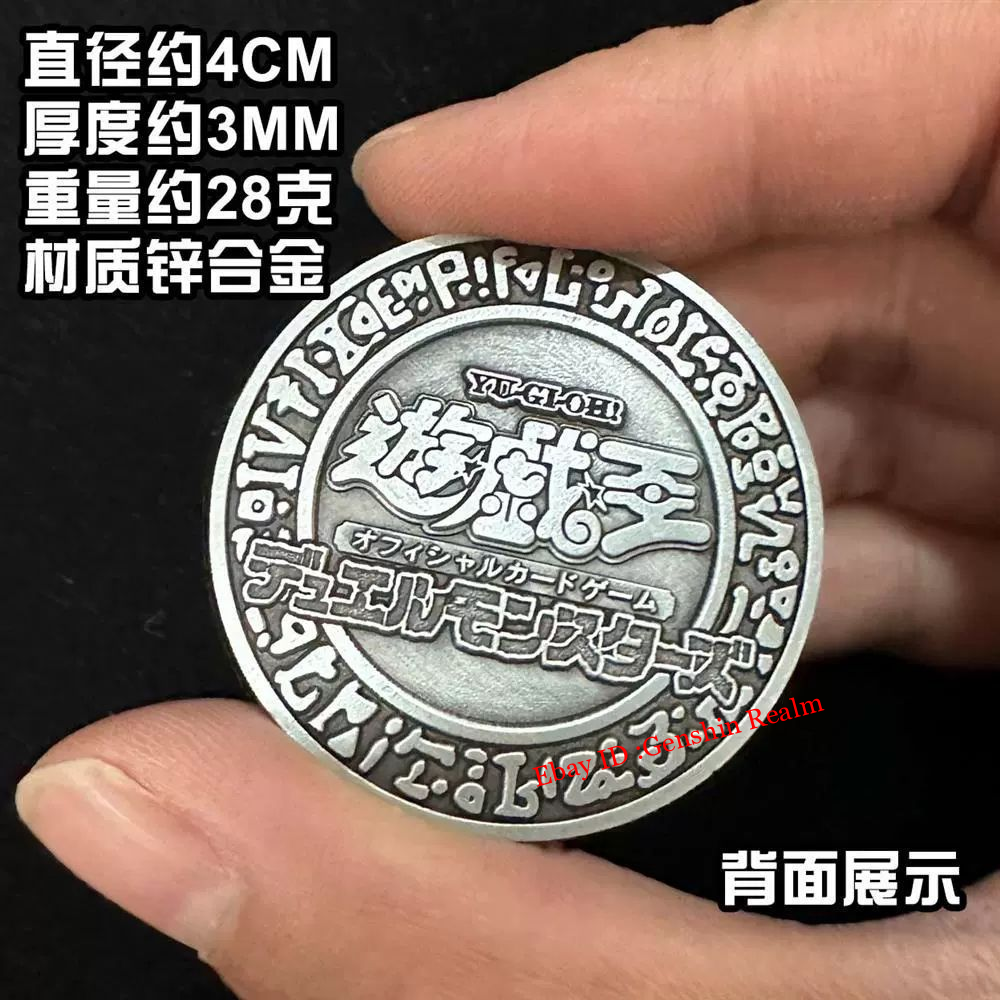 直径约4CM
厚度约3MM
重量约28克
材质锌合金
YU-GI-OH!
遊戯王
オフィシャルカードゲーム
デュエルモンスターズ
Ebay ID :Genshin Realm
背面展示